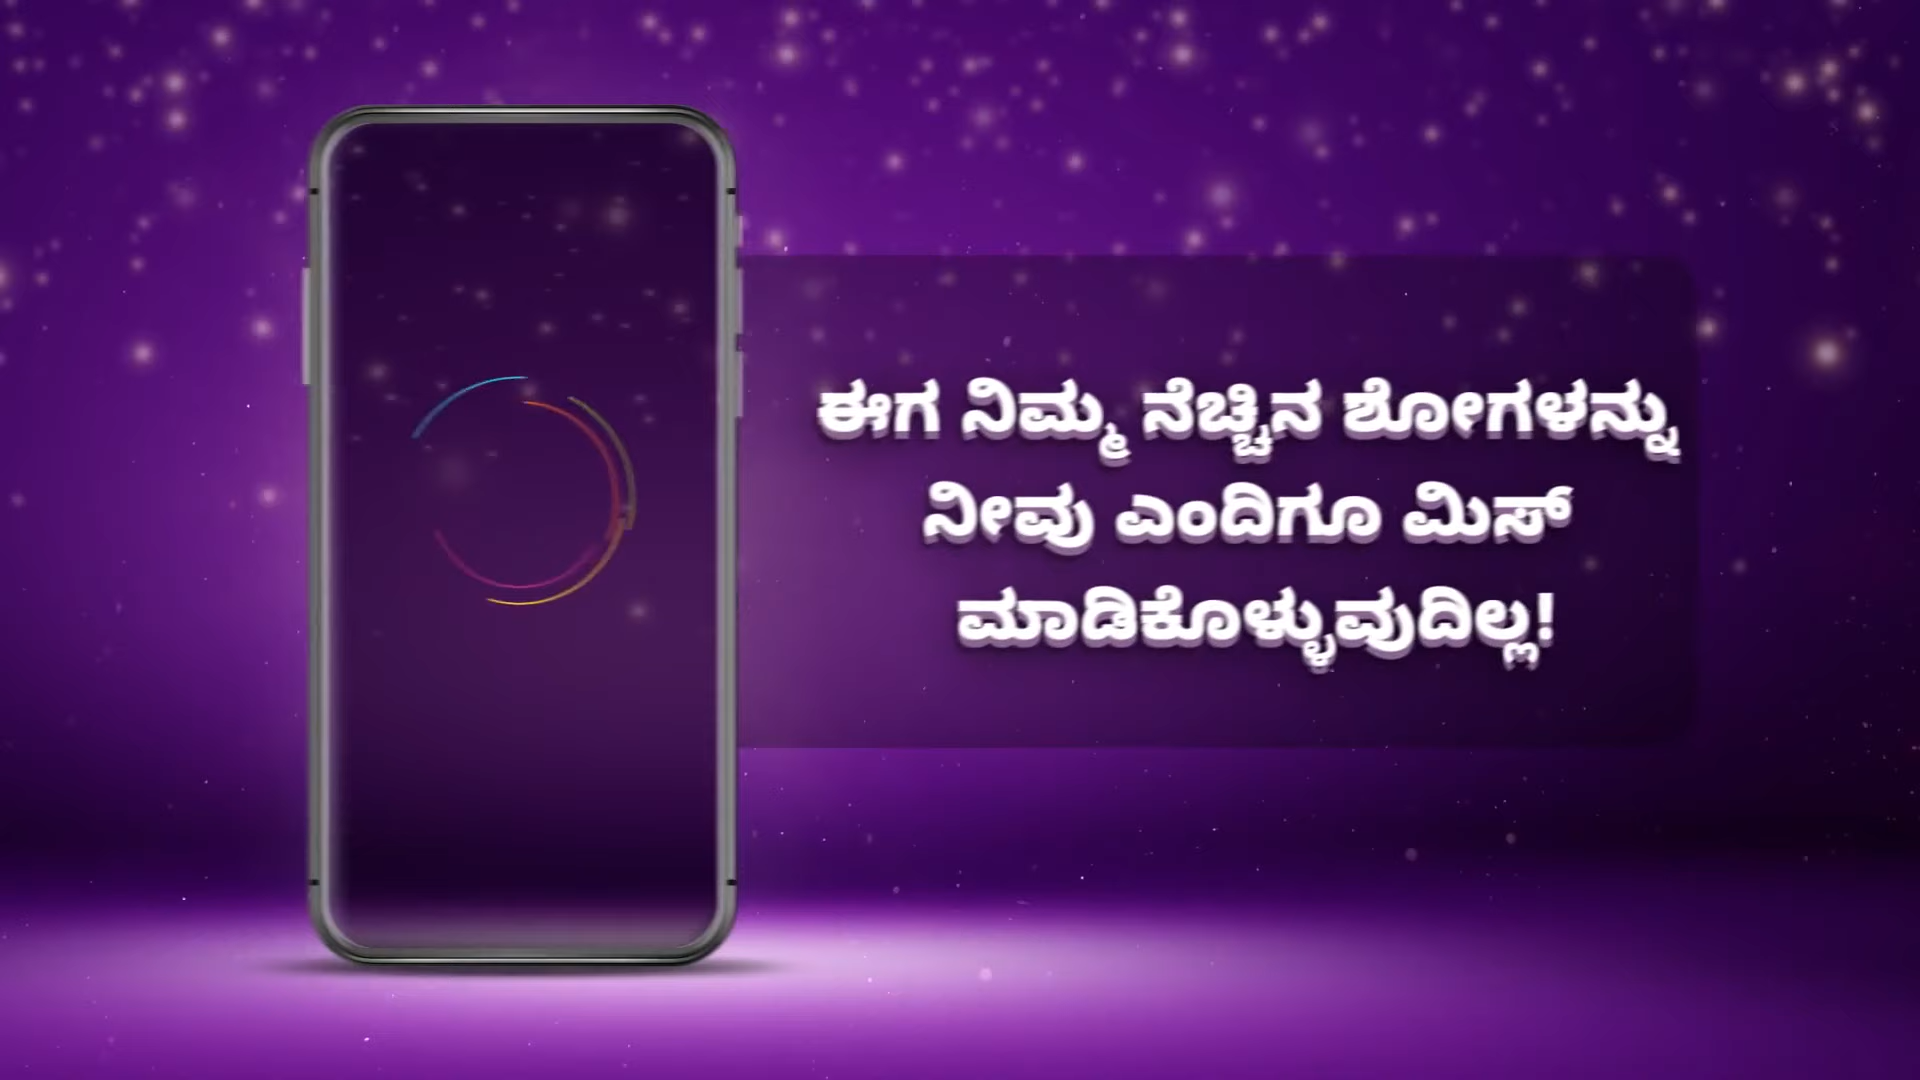 ಈಗ ನಿಮ್ಮ ನೆಚ್ಚಿನ ಶೋಗಳನ್ನು
ನೀವು ಎಂದಿಗೂ ಮಿಸ್
ಮಾಡಿಕೊಳ್ಳುವುದಿಲ್ಲ!